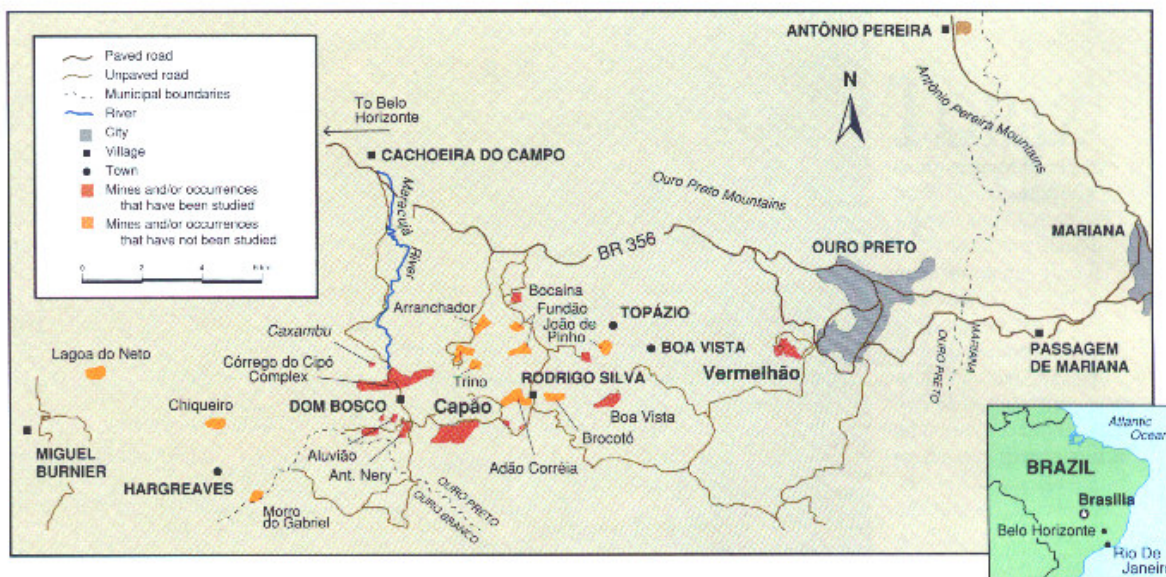 Paved road
Unpaved road
Municipal boundaries
River
City
Village
Town
Mines and/or occurrences
that have been studied
Mines and/or occurrences
that have not been studied
0 2 4 6 km
To Belo
Horizonte
CACHOEIRA DO CAMPO
Maracujá
River
ANTÔNIO PEREIRA
Antônio Pereira Mountains
N
Ouro Preto Mountains
BR 356
OURO PRETO
MARIANA
Bocaina
Arranchador
Fundão
João de
Pinho
TOPÁZIO
BOA VISTA
Vermelhão
OURO PRETO
MARIANA
PASSAGEM
DE MARIANA
Caxambu
Lagoa do Neto
Córrego do Cipó
Complex
Trino
RODRIGO SILVA
Chiqueiro
DOM BOSCO
Capão
Boa Vista
MIGUEL
BURNIER
Aluvião
Brocotó
Ant. Nery
Adão Corréia
HARGREAVES
OURO PRETO
OURO BRANCO
Morro
do Gabriel
Atlantic
Ocean
BRAZIL
Brasília
Belo Horizonte
Rio De
Janeiro